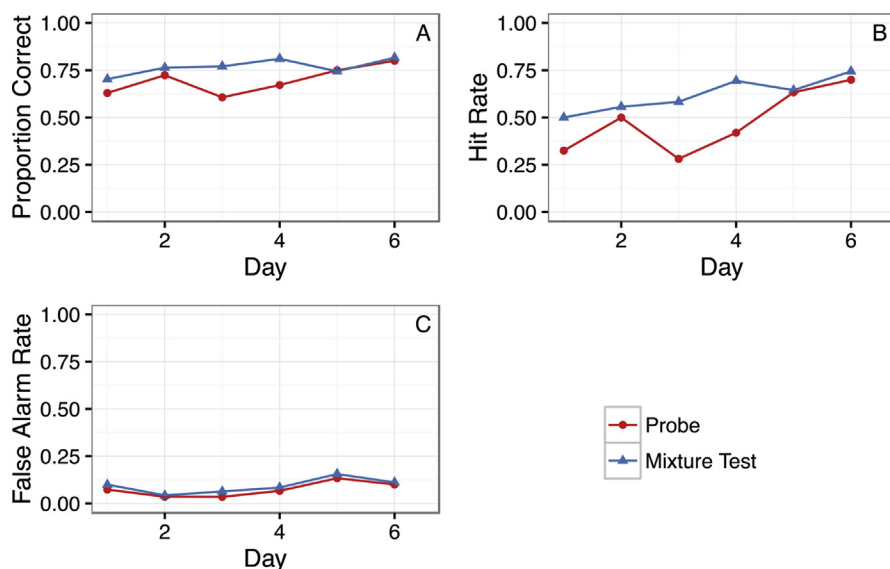 A
Proportion Correct
1.00
0.75
0.50
0.25
0.00
2 4 6
Day
B
Hit Rate
1.00
0.75
0.50
0.25
0.00
2 4 6
Day
C
False Alarm Rate
1.00
0.75
0.50
0.25
0.00
2 4 6
Day
Probe
Mixture Test